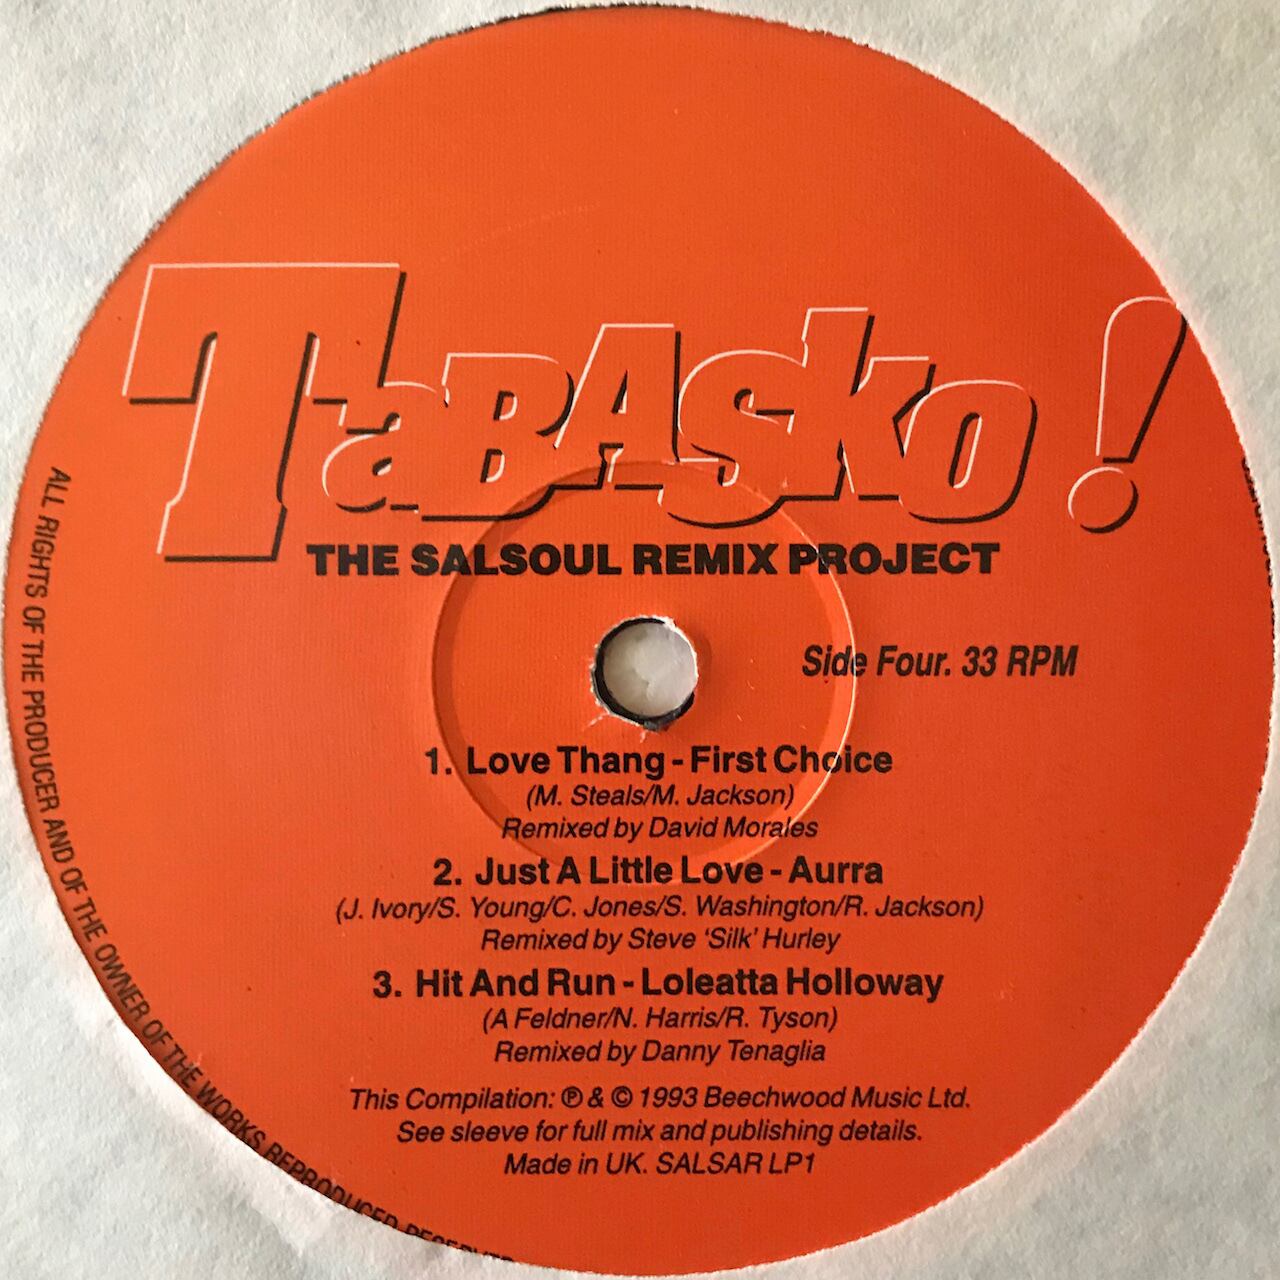 TaBASkO!
THE SALSOUL REMIX PROJECT
Side Four. 33 RPM
1. Love Thang - First Choice
(M. Steals/M. Jackson)
Remixed by David Morales
2. Just A Little Love - Aurra
(J. Ivory/S. Young/C. Jones/S. Washington/R. Jackson)
Remixed by Steve ‘Silk’ Hurley
3. Hit And Run - Loleatta Holloway
(A Feldner/N. Harris/R. Tyson)
Remixed by Danny Tenaglia
This Compilation: ℗ & © 1993 Beechwood Music Ltd.
See sleeve for full mix and publishing details.
Made in UK. SALSAR LP1
ALL RIGHTS OF THE PRODUCER AND OF THE OWNER OF THE WORKS REPRODUCED RESERVED